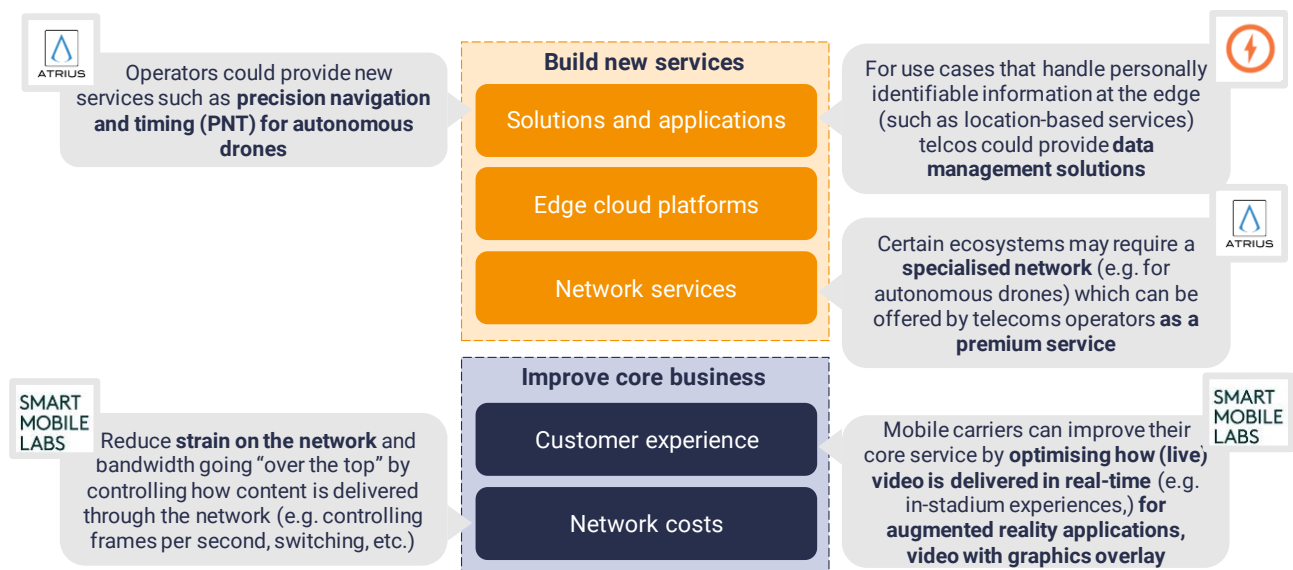 ATRIUS
Operators could provide new
services such as precision navigation
and timing (PNT) for autonomous
drones
Build new services
Solutions and applications
Edge cloud platforms
Network services
For use cases that handle personally
identifiable information at the edge
(such as location-based services)
telcos could provide data
management solutions
ATRIUS
Certain ecosystems may require a
specialised network (e.g. for
autonomous drones) which can be
offered by telecoms operators as a
premium service
Improve core business
Customer experience
Network costs
SMART
MOBILE
LABS
Reduce strain on the network and
bandwidth going “over the top” by
controlling how content is delivered
through the network (e.g. controlling
frames per second, switching, etc.)
SMART
MOBILE
LABS
Mobile carriers can improve their
core service by optimising how (live)
video is delivered in real-time (e.g.
in-stadium experiences,) for
augmented reality applications,
video with graphics overlay